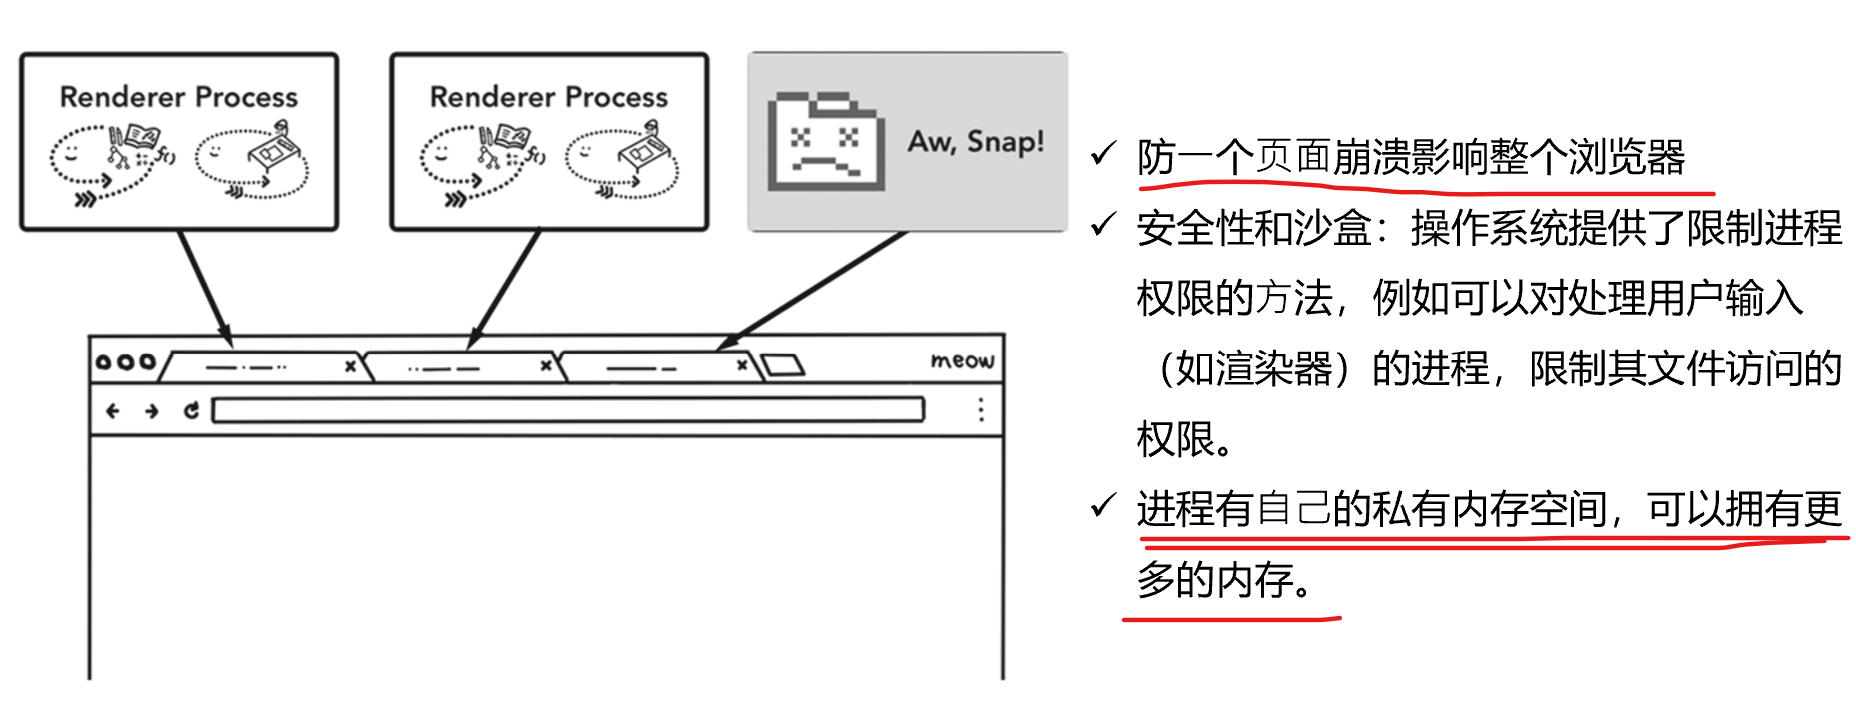 Renderer Process
Renderer Process
Aw, Snap!
meow
✓ 防一个页面崩溃影响整个浏览器
✓ 安全性和沙盒：操作系统提供了限制进程
权限的方法，例如可以对处理用户输入
（如渲染器）的进程，限制其文件访问的
权限。
✓ 进程有自己的私有内存空间，可以拥有更
多的内存。